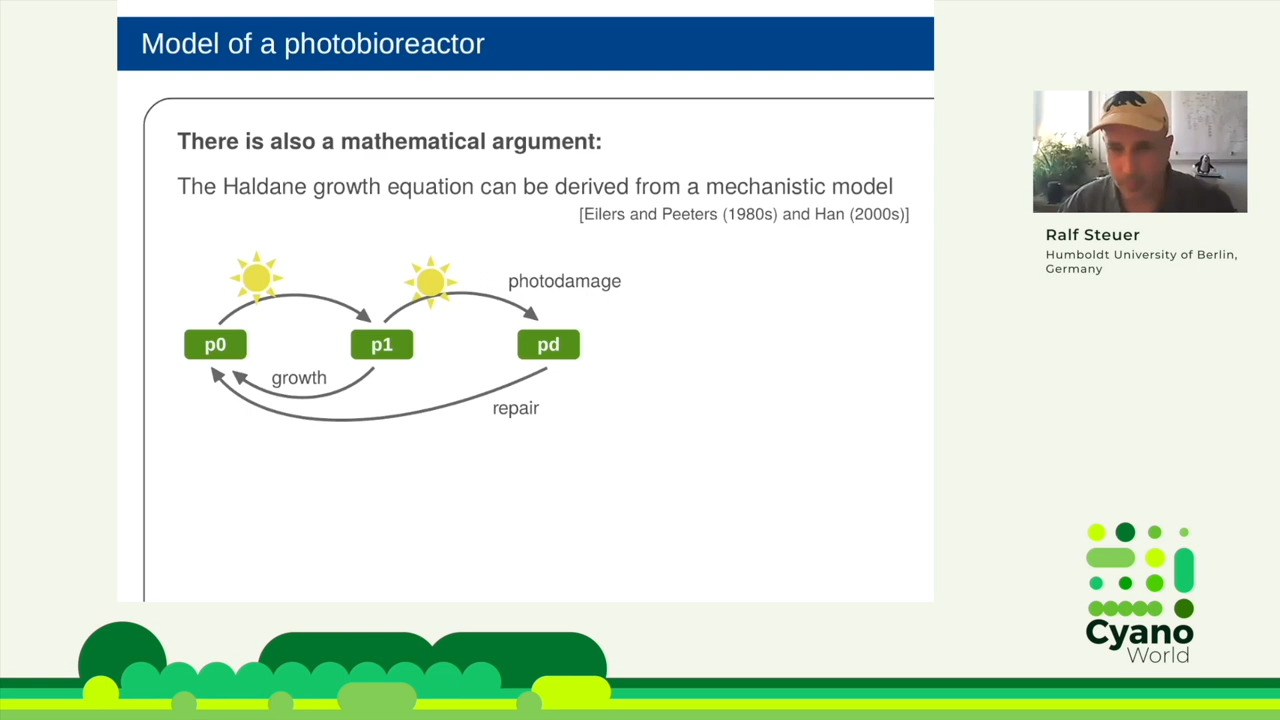 Model of a photobioreactor
There is also a mathematical argument:
The Haldane growth equation can be derived from a mechanistic model
[Eilers and Peeters (1980s) and Han (2000s)]
photodamage
p0
p1
pd
growth
repair
Ralf Steuer
Humboldt University of Berlin,
Germany
Cyano
World